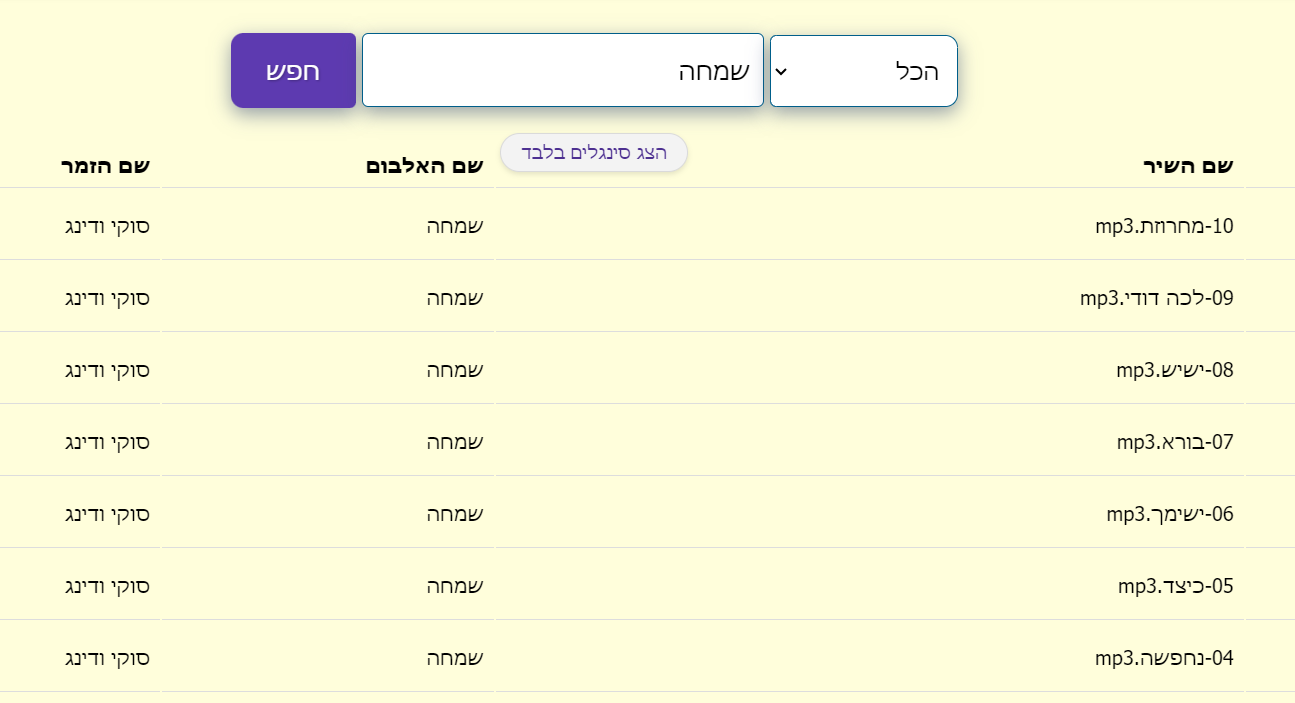 הכל שמחה חפש
הצג סינגלים בלבד
שם השיר שם האלבום שם הזמר
10-מחרוזת.mp3 שמחה סוקי ודינג
09-לכה דודי.mp3 שמחה סוקי ודינג
08-ישיש.mp3 שמחה סוקי ודינג
07-בורא.mp3 שמחה סוקי ודינג
06-ישימך.mp3 שמחה סוקי ודינג
05-כיצד.mp3 שמחה סוקי ודינג
04-נחפשה.mp3 שמחה סוקי ודינג